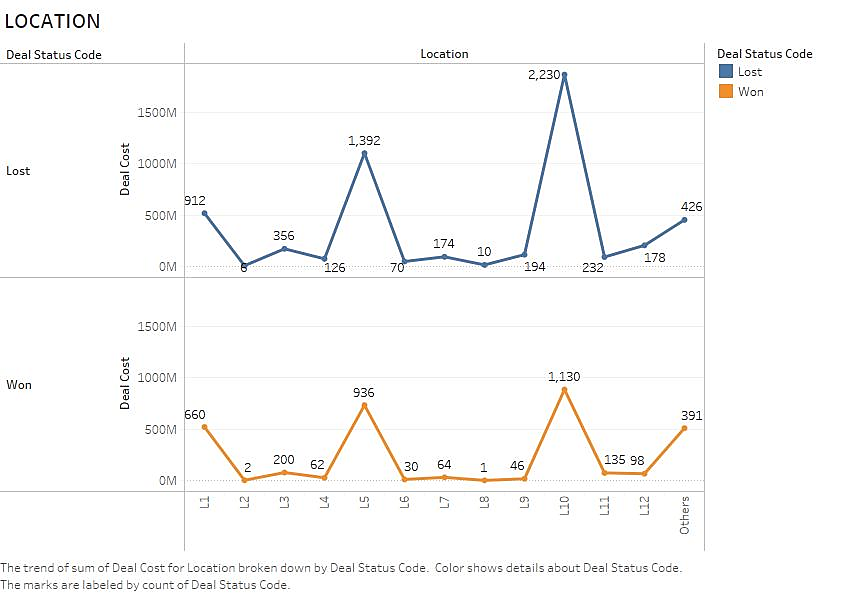 LOCATION
Deal Status Code
Location
Deal Status Code
Lost
Won
Lost
Deal Cost
1500M
1000M
500M
0M
912
6
356
126
1,392
70
174
10
194
2,230
232
178
426
Won
Deal Cost
1500M
1000M
500M
0M
660
2
200
62
936
30
64
1
46
1,130
135
98
391
L1
L2
L3
L4
L5
L6
L7
L8
L9
L10
L11
L12
Others
The trend of sum of Deal Cost for Location broken down by Deal Status Code.  Color shows details about Deal Status Code.
The marks are labeled by count of Deal Status Code.